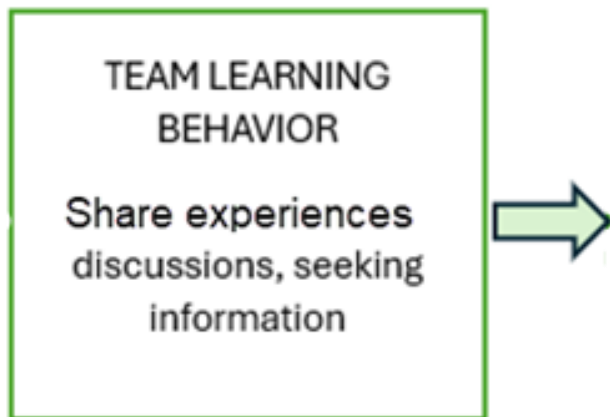 TEAM LEARNING
BEHAVIOR
Share experiences
discussions, seeking
information